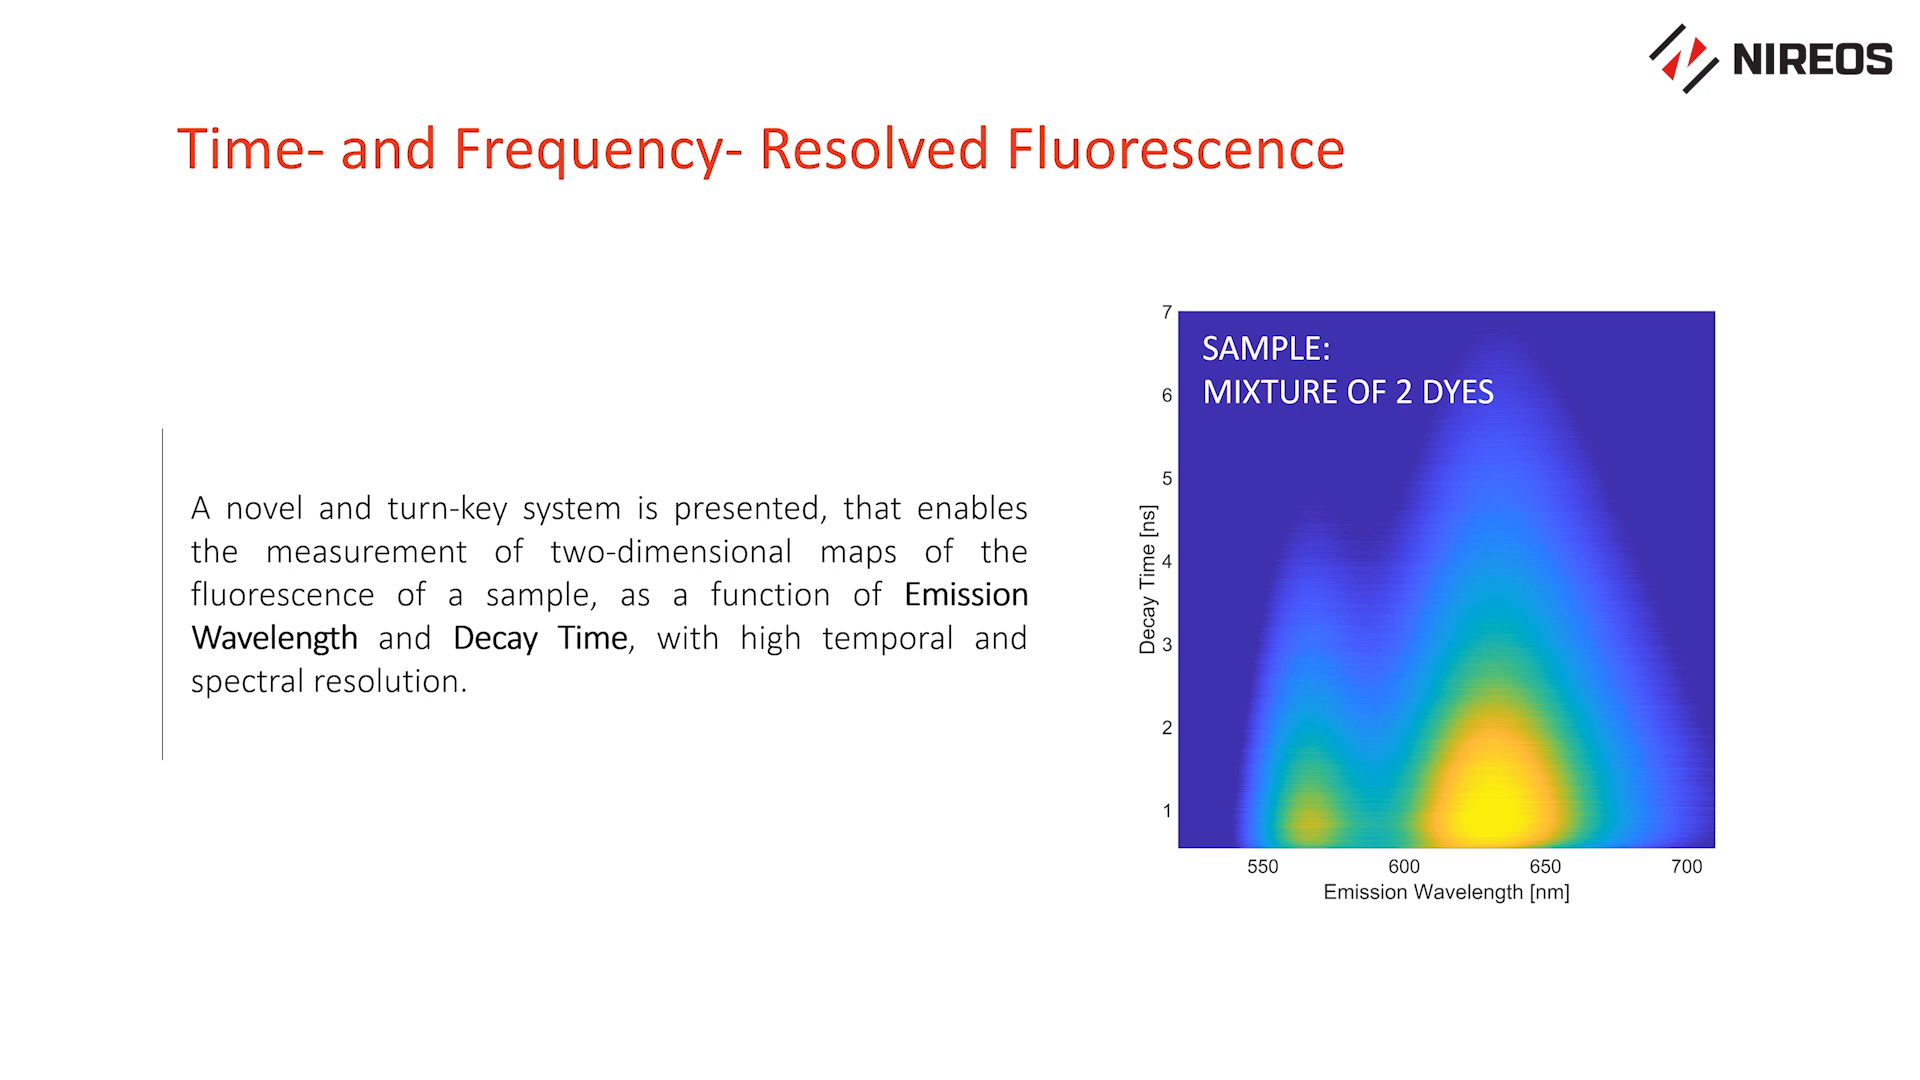 NIREOS
Time- and Frequency- Resolved Fluorescence
A novel and turn-key system is presented, that enables
the measurement of two-dimensional maps of the
fluorescence of a sample, as a function of Emission
Wavelength and Decay Time, with high temporal and
spectral resolution.
SAMPLE:
MIXTURE OF 2 DYES
7
6
5
4
3
2
1
Decay Time [ns]
550 600 650 700
Emission Wavelength [nm]